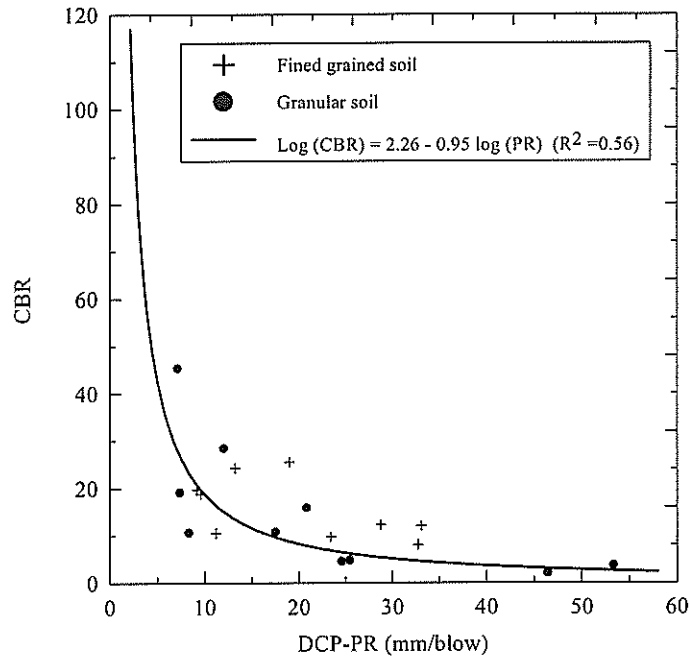 120
100
80
60
40
20
0
CBR
Fined grained soil
Granular soil
Log (CBR) = 2.26 - 0.95 log (PR) (R2 =0.56)
0 10 20 30 40 50 60
DCP-PR (mm/blow)